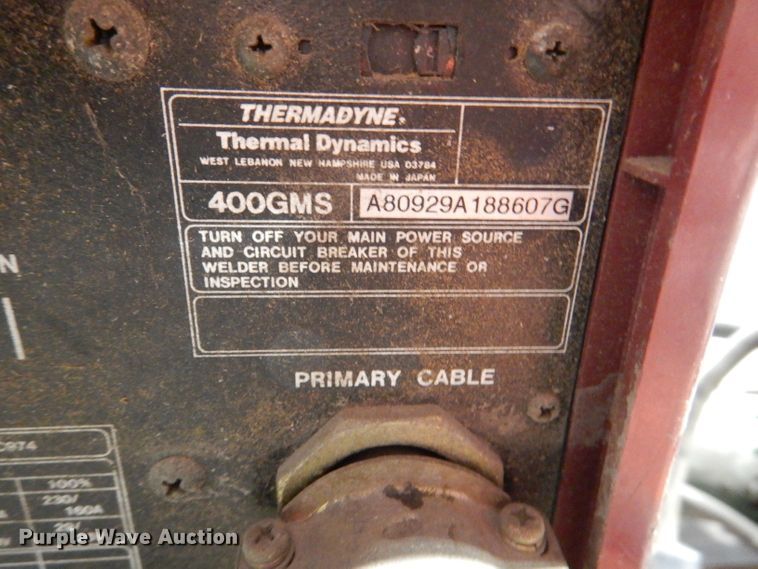 THERMADYNE®
Thermal Dynamics
WEST LEBANON NEW HAMPSHIRE USA 03784
MADE IN JAPAN
400GMS A80929A188607G
TURN OFF YOUR MAIN POWER SOURCE
AND CIRCUIT BREAKER OF THIS
WELDER BEFORE MAINTENANCE OR
INSPECTION
N
PRIMARY CABLE
C974
100%
230/
160A
Purple Wave Auction